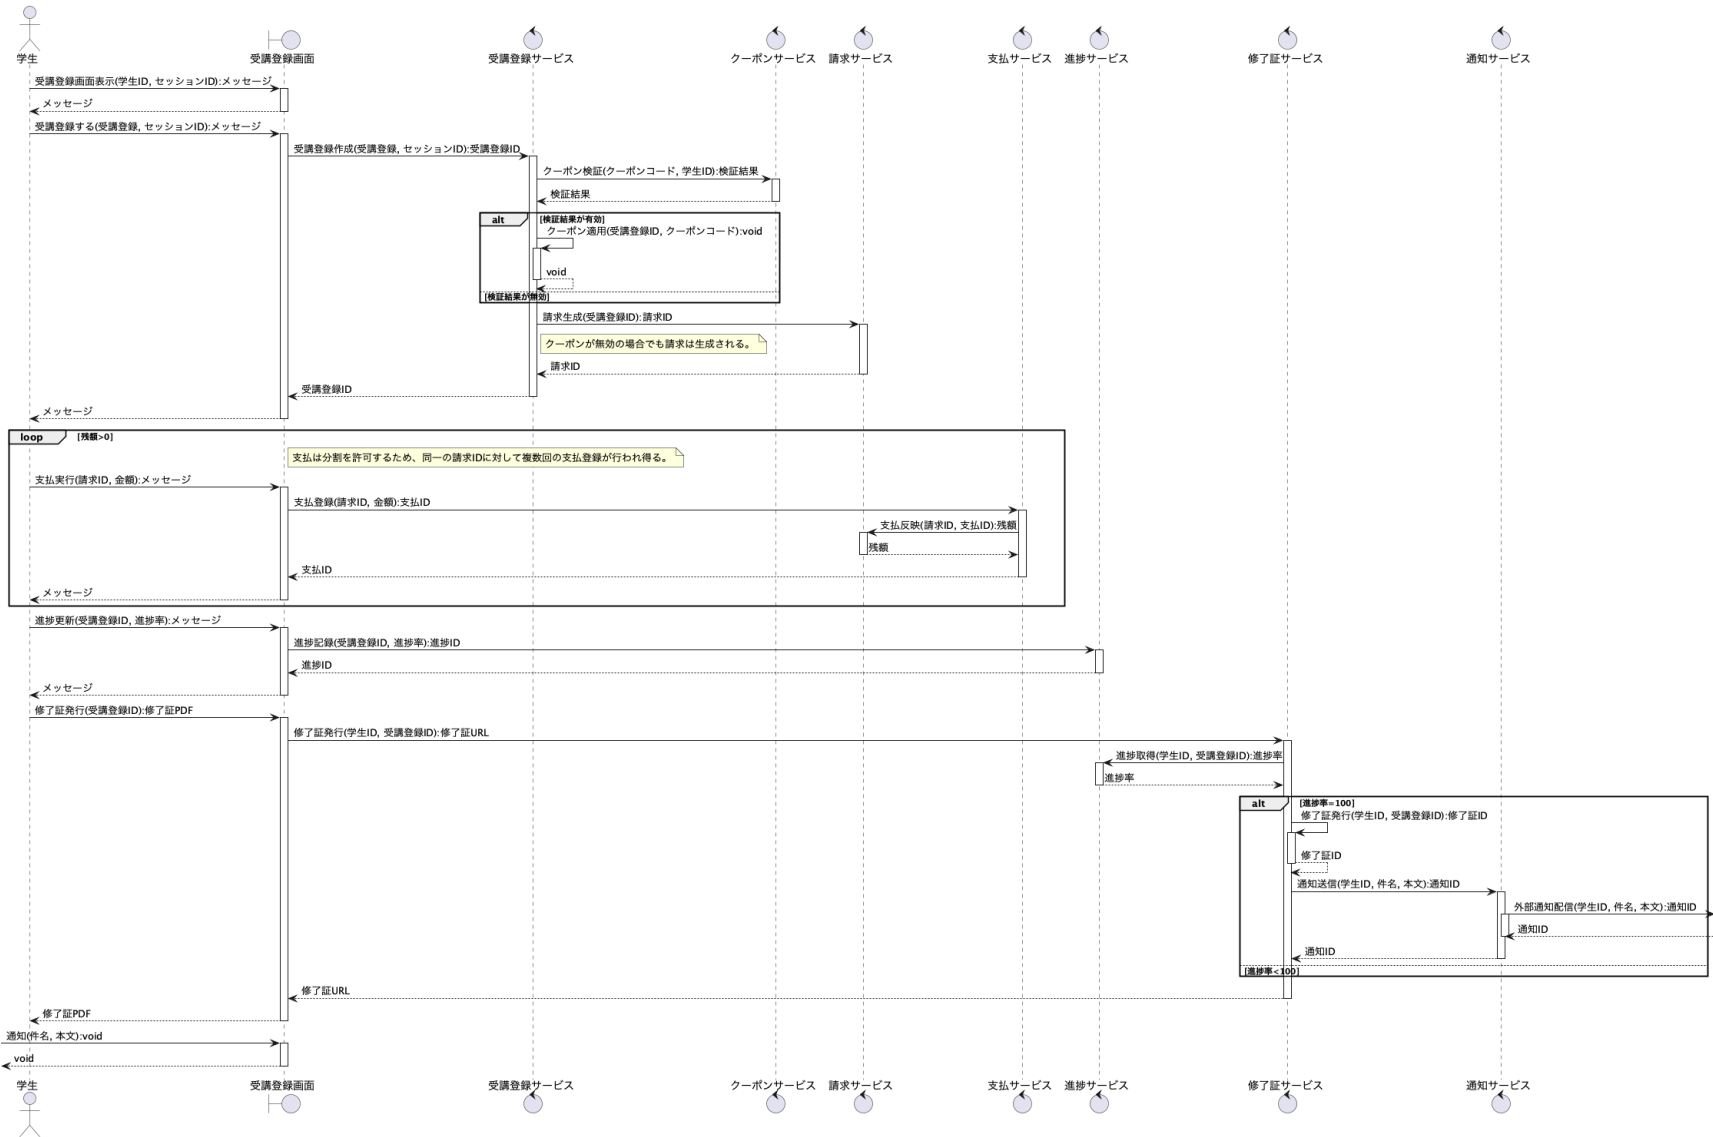 学生
受講登録画面
受講登録サービス
クーポンサービス
請求サービス
支払サービス
進捗サービス
修了証サービス
通知サービス
受講登録画面表示(学生ID, セッションID):メッセージ
メッセージ
受講登録する(受講登録, セッションID):メッセージ
受講登録作成(受講登録, セッションID):受講登録ID
クーポン検証(クーポンコード, 学生ID):検証結果
検証結果
alt [検証結果が有効]
クーポン適用(受講登録ID, クーポンコード):void
void
[検証結果が無効]
請求生成(受講登録ID):請求ID
クーポンが無効の場合でも請求は生成される。
請求ID
受講登録ID
メッセージ
loop [残額>0]
支払は分割を許可するため、同一の請求IDに対して複数回の支払登録が行われ得る。
支払実行(請求ID, 金額):メッセージ
支払登録(請求ID, 金額):支払ID
支払反映(請求ID, 支払ID):残額
残額
支払ID
メッセージ
進捗更新(受講登録ID, 進捗率):メッセージ
進捗記録(受講登録ID, 進捗率):進捗ID
進捗ID
メッセージ
修了証発行(受講登録ID):修了証PDF
修了証発行(学生ID, 受講登録ID):修了証URL
進捗取得(学生ID, 受講登録ID):進捗率
進捗率
alt [進捗率=100]
修了証発行(学生ID, 受講登録ID):修了証ID
修了証ID
通知送信(学生ID, 件名, 本文):通知ID
外部通知配信(学生ID, 件名, 本文):通知ID
通知ID
通知ID
[進捗率<100]
修了証URL
修了証PDF
通知(件名, 本文):void
void
学生
受講登録画面
受講登録サービス
クーポンサービス
請求サービス
支払サービス
進捗サービス
修了証サービス
通知サービス